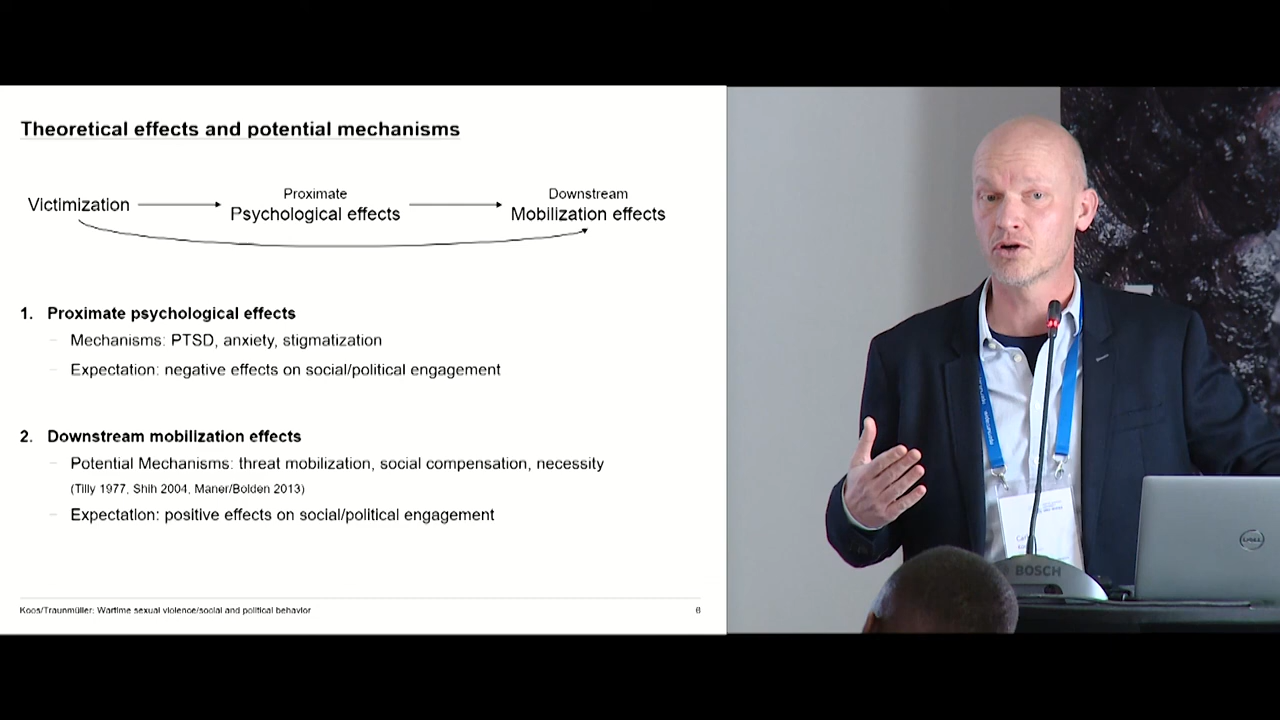 Theoretical effects and potential mechanisms
Victimization
Proximate
Psychological effects
Downstream
Mobilization effects
1. Proximate psychological effects
– Mechanisms: PTSD, anxiety, stigmatization
– Expectation: negative effects on social/political engagement
2. Downstream mobilization effects
– Potential Mechanisms: threat mobilization, social compensation, necessity
(Tilly 1977, Shih 2004, Maner/Bolden 2013)
– Expectation: positive effects on social/political engagement
Koos/Traunmüller: Wartime sexual violence/social and political behavior
6
BOSCH
DELL